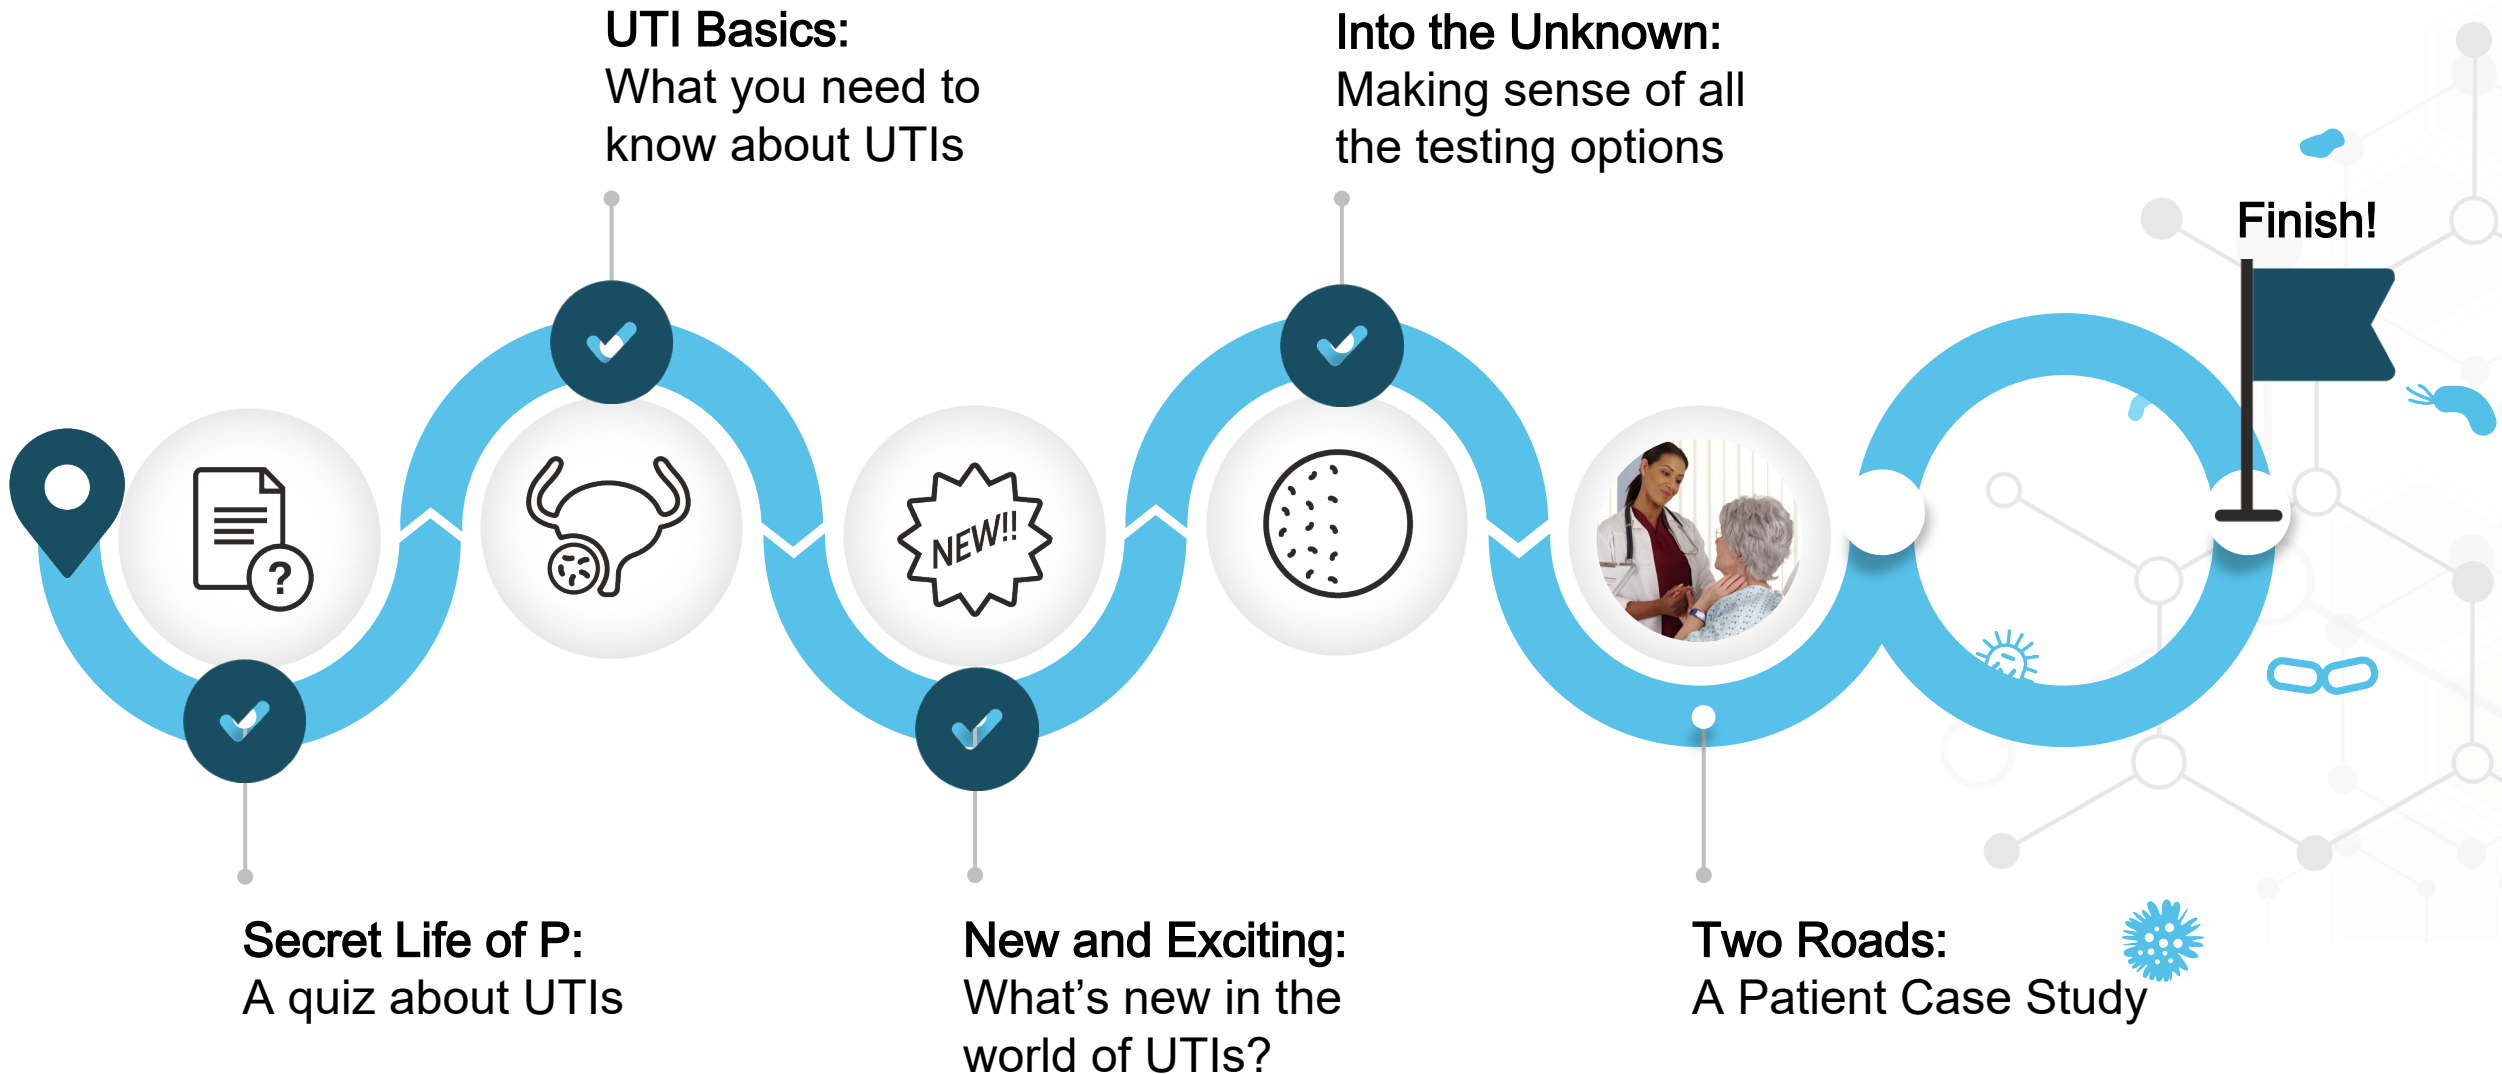 UTI Basics:
What you need to
know about UTIs
Into the Unknown:
Making sense of all
the testing options
Finish!
?
NEW!!
Secret Life of P:
A quiz about UTIs
New and Exciting:
What’s new in the
world of UTIs?
Two Roads:
A Patient Case Study